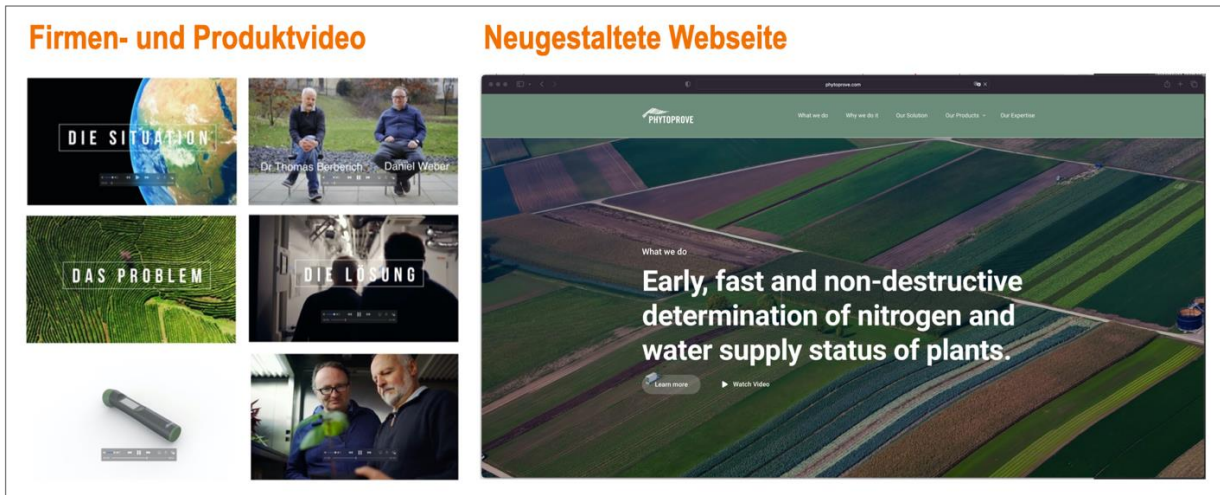 Firmen- und Produktvideo
DIE SITUATION
Dr Thomas Berberich
Daniel Weber
DAS PROBLEM
DIE LÖSUNG
Neugestaltete Webseite
phytoprove.com
PHYTOPROVE
What we do
Why we do it
Our Solution
Our Products
Our Expertise
What we do
Early, fast and non-destructive
determination of nitrogen and
water supply status of plants.
Learn more
Watch Video